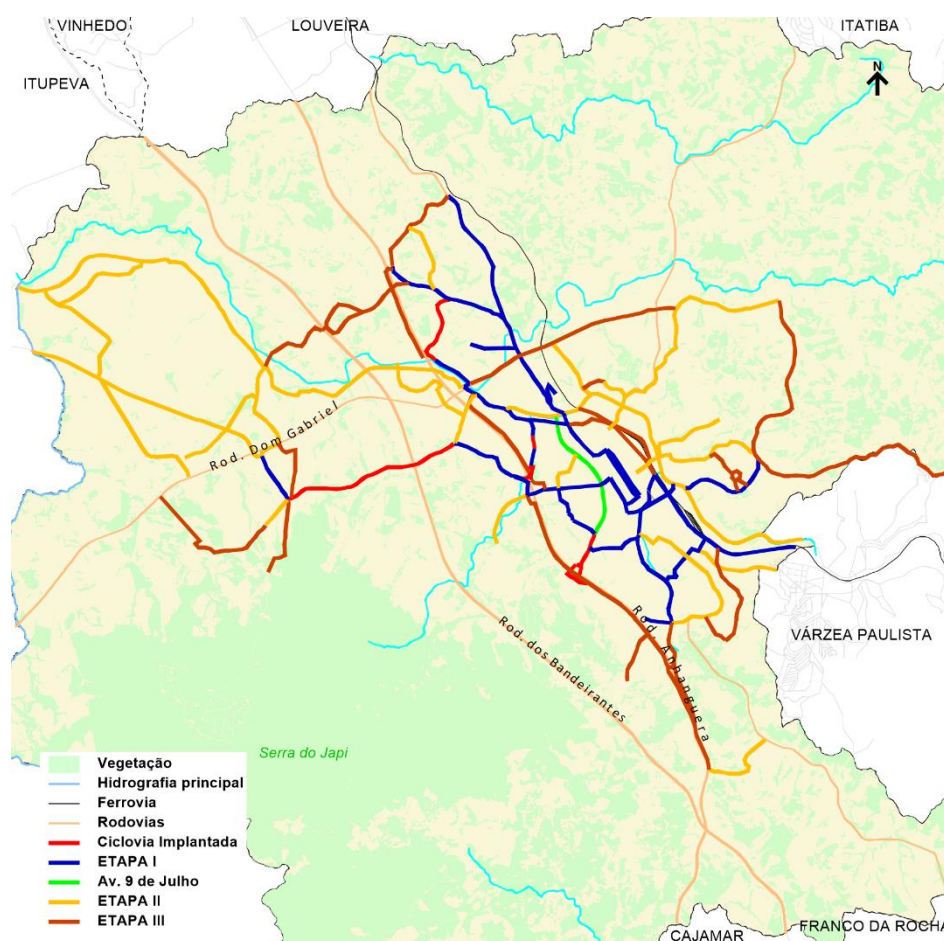 VINHEDO
LOUVEIRA
ITATIBA
ITUPEVA
N
Rod. Dom Gabriel
Rod. dos Bandeirantes
Rod. Anhanguera
VÁRZEA PAULISTA
Serra do Japi
Vegetação
Hidrografia principal
Ferrovia
Rodovias
Ciclovia Implantada
ETAPA I
Av. 9 de Julho
ETAPA II
ETAPA III
CAJAMAR
FRANCO DA ROCHA